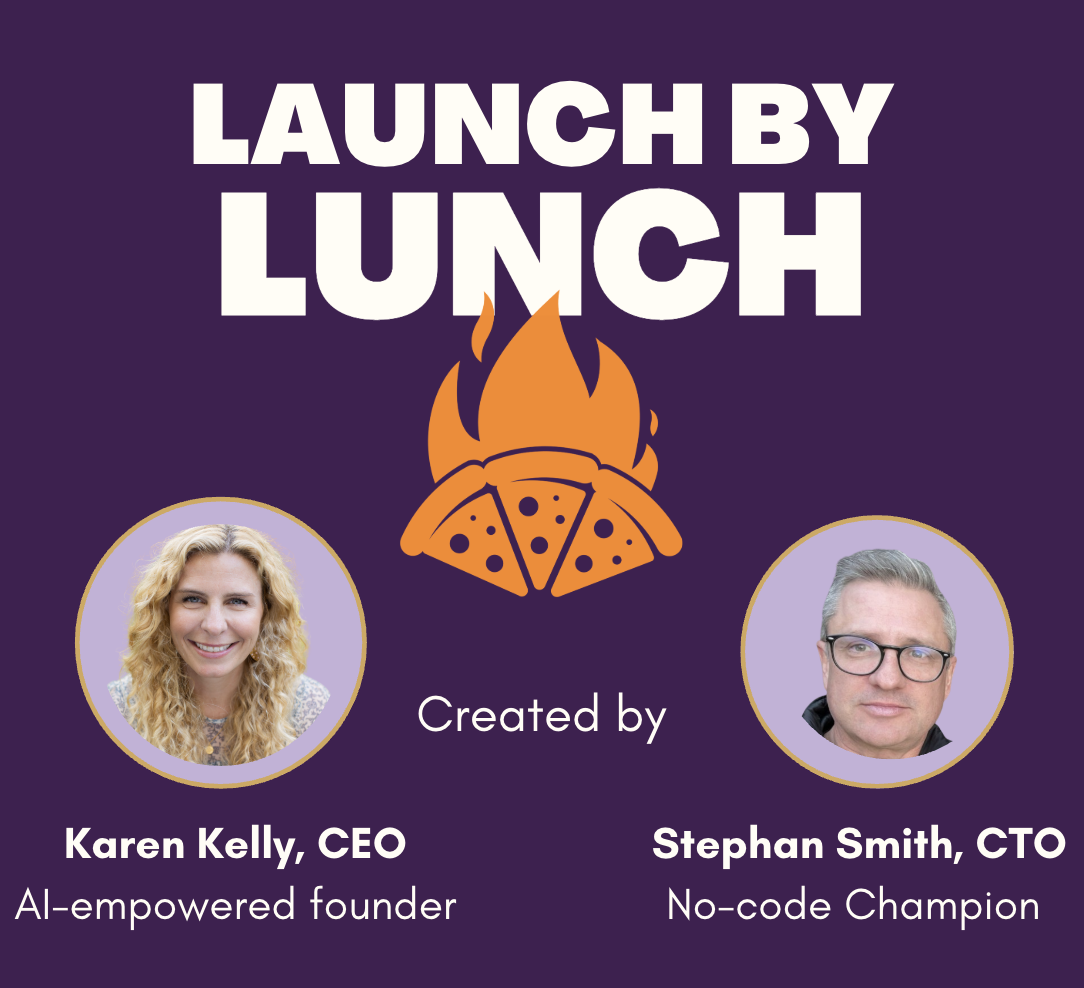 LAUNCH BY
LUNCH
Created by
Karen Kelly, CEO
AI-empowered founder
Stephan Smith, CTO
No-code Champion